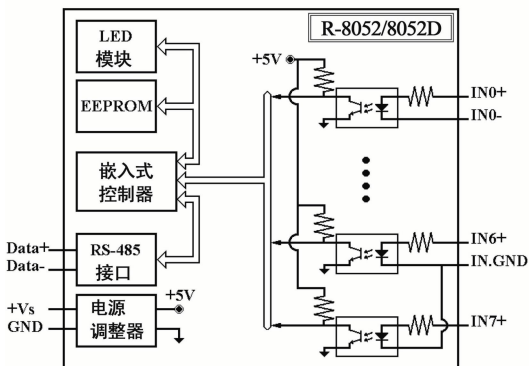 R-8052/8052D
LED
模块
EEPROM
嵌入式
控制器
RS-485
接口
电源
调整器
Data+
Data-
+Vs
GND
+5V
+5V
IN0+
IN0-
IN6+
IN.GND
IN7+